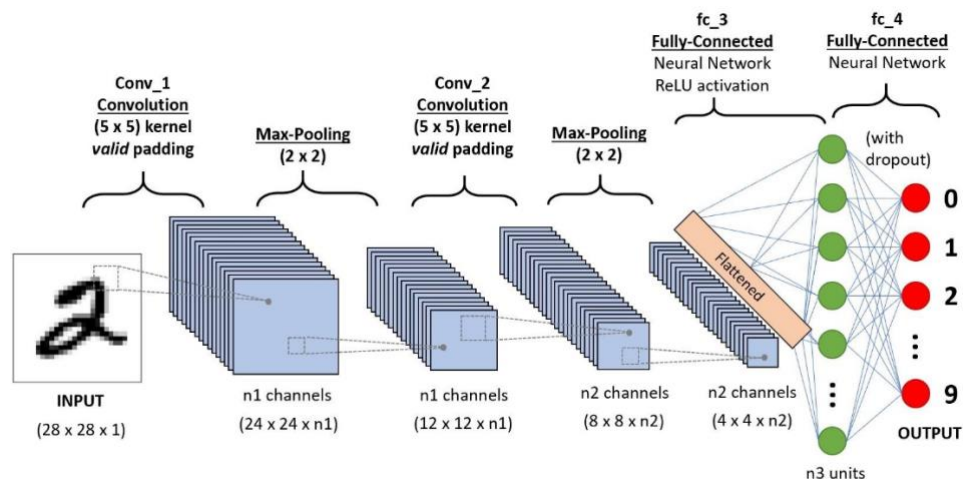 fc_3
Fully-Connected
Neural Network
ReLU activation
fc_4
Fully-Connected
Neural Network
Conv_1
Convolution
(5 x 5) kernel
valid padding
Max-Pooling
(2 x 2)
Conv_2
Convolution
(5 x 5) kernel
valid padding
Max-Pooling
(2 x 2)
(with
dropout)
Flattened
0
1
2
9
OUTPUT
2
INPUT
(28 x 28 x 1)
n1 channels
(24 x 24 x n1)
n1 channels
(12 x 12 x n1)
n2 channels
(8 x 8 x n2)
n2 channels
(4 x 4 x n2)
n3 units